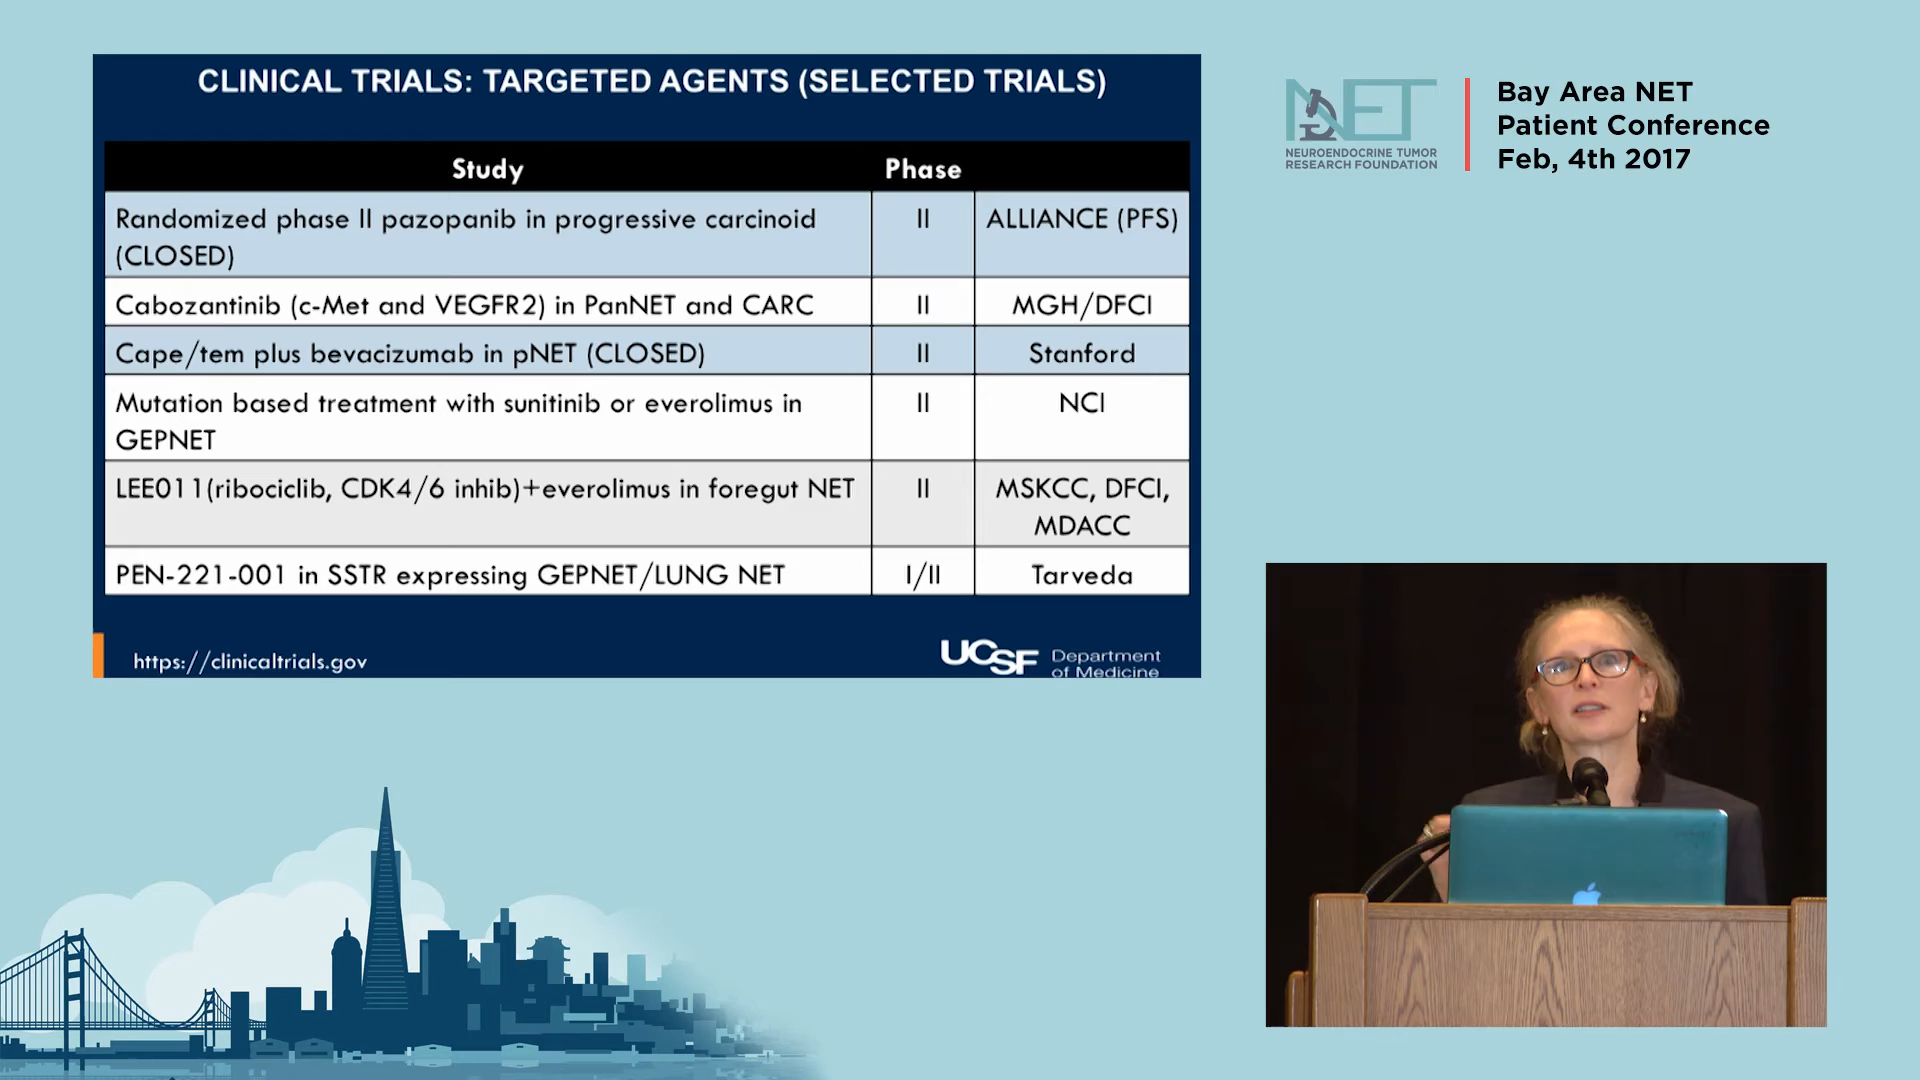 CLINICAL TRIALS: TARGETED AGENTS (SELECTED TRIALS)
Study Phase
Randomized phase II pazopanib in progressive carcinoid (CLOSED) II ALLIANCE (PFS)
Cabozantinib (c-Met and VEGFR2) in PanNET and CARC II MGH/DFCI
Cape/tem plus bevacizumab in pNET (CLOSED) II Stanford
Mutation based treatment with sunitinib or everolimus in GEPNET II NCI
LEE011(ribociclib, CDK4/6 inhib)+everolimus in foregut NET II MSKCC, DFCI, MDACC
PEN-221-001 in SSTR expressing GEPNET/LUNG NET I/II Tarveda
https://clinicaltrials.gov
UCSF Department
of Medicine
NET
NEUROENDOCRINE TUMOR
RESEARCH FOUNDATION
Bay Area NET
Patient Conference
Feb, 4th 2017